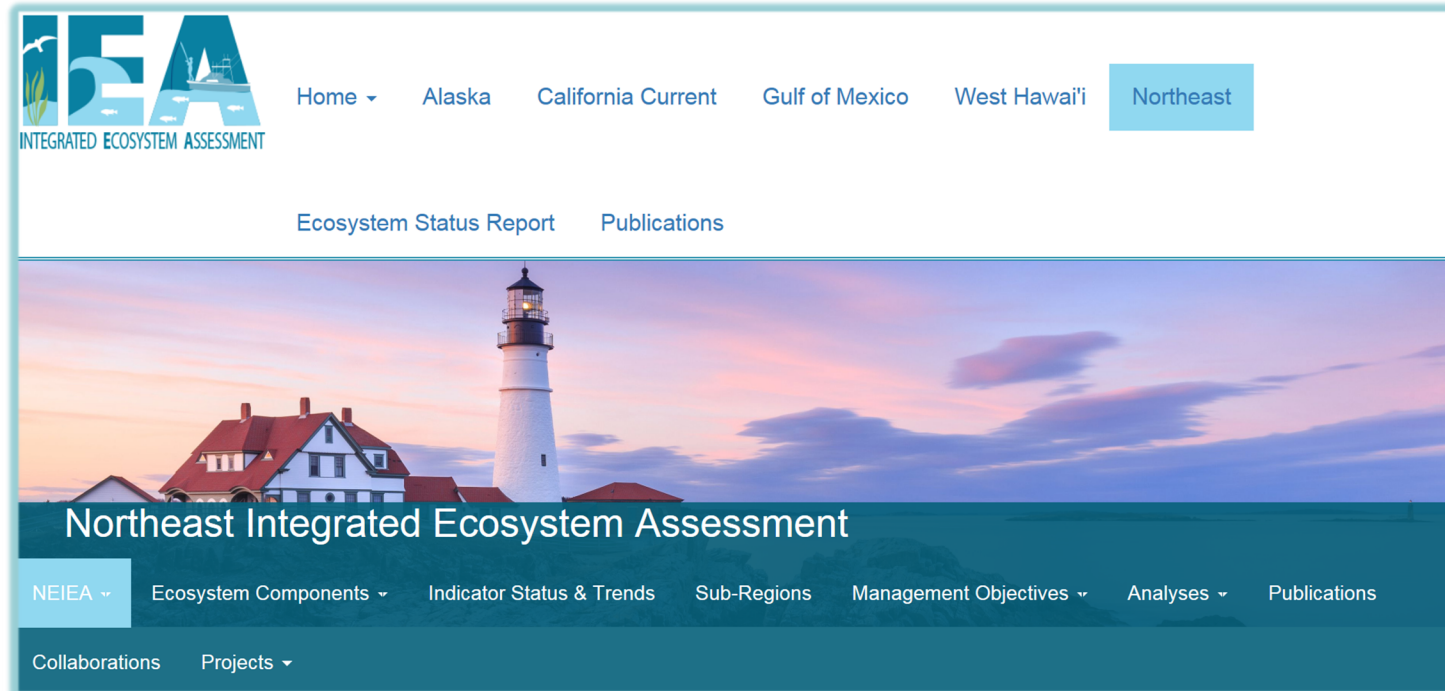 IEA
INTEGRATED ECOSYSTEM ASSESSMENT
Home Alaska California Current Gulf of Mexico West Hawai'i Northeast
Ecosystem Status Report Publications
Northeast Integrated Ecosystem Assessment
NEIEA Ecosystem Components Indicator Status & Trends Sub-Regions Management Objectives Analyses Publications
Collaborations Projects